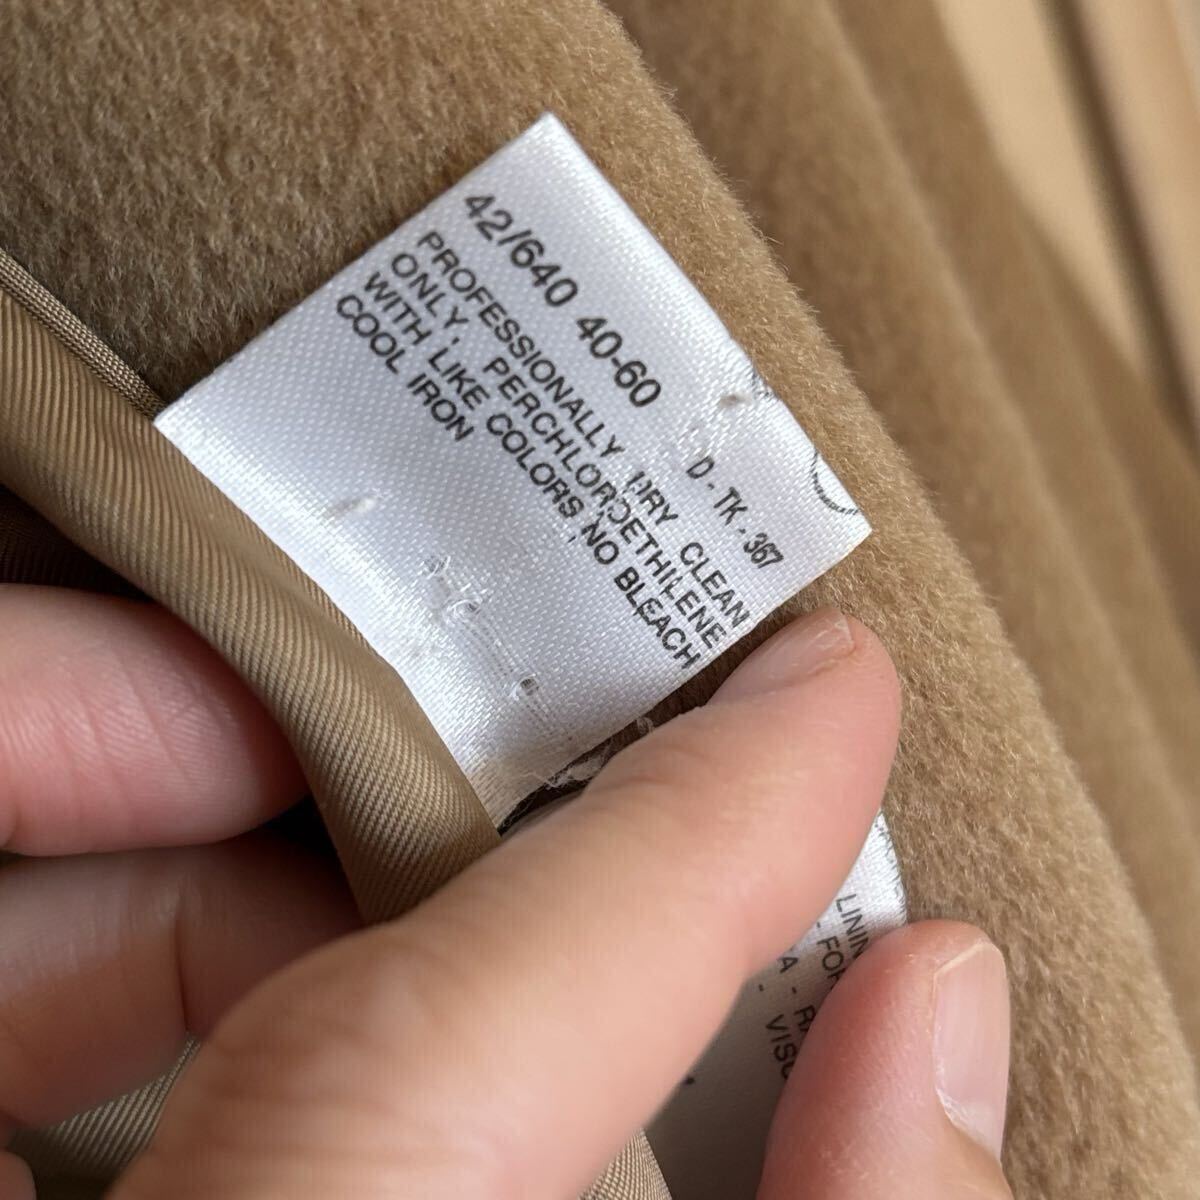 42/640 40-60
PROFESSIONALLY DRY CLEAN
ONLY. PERCHLOROETHILENE
WITH LIKE COLORS NO BLEACH
COOL IRON
D - TK - 367